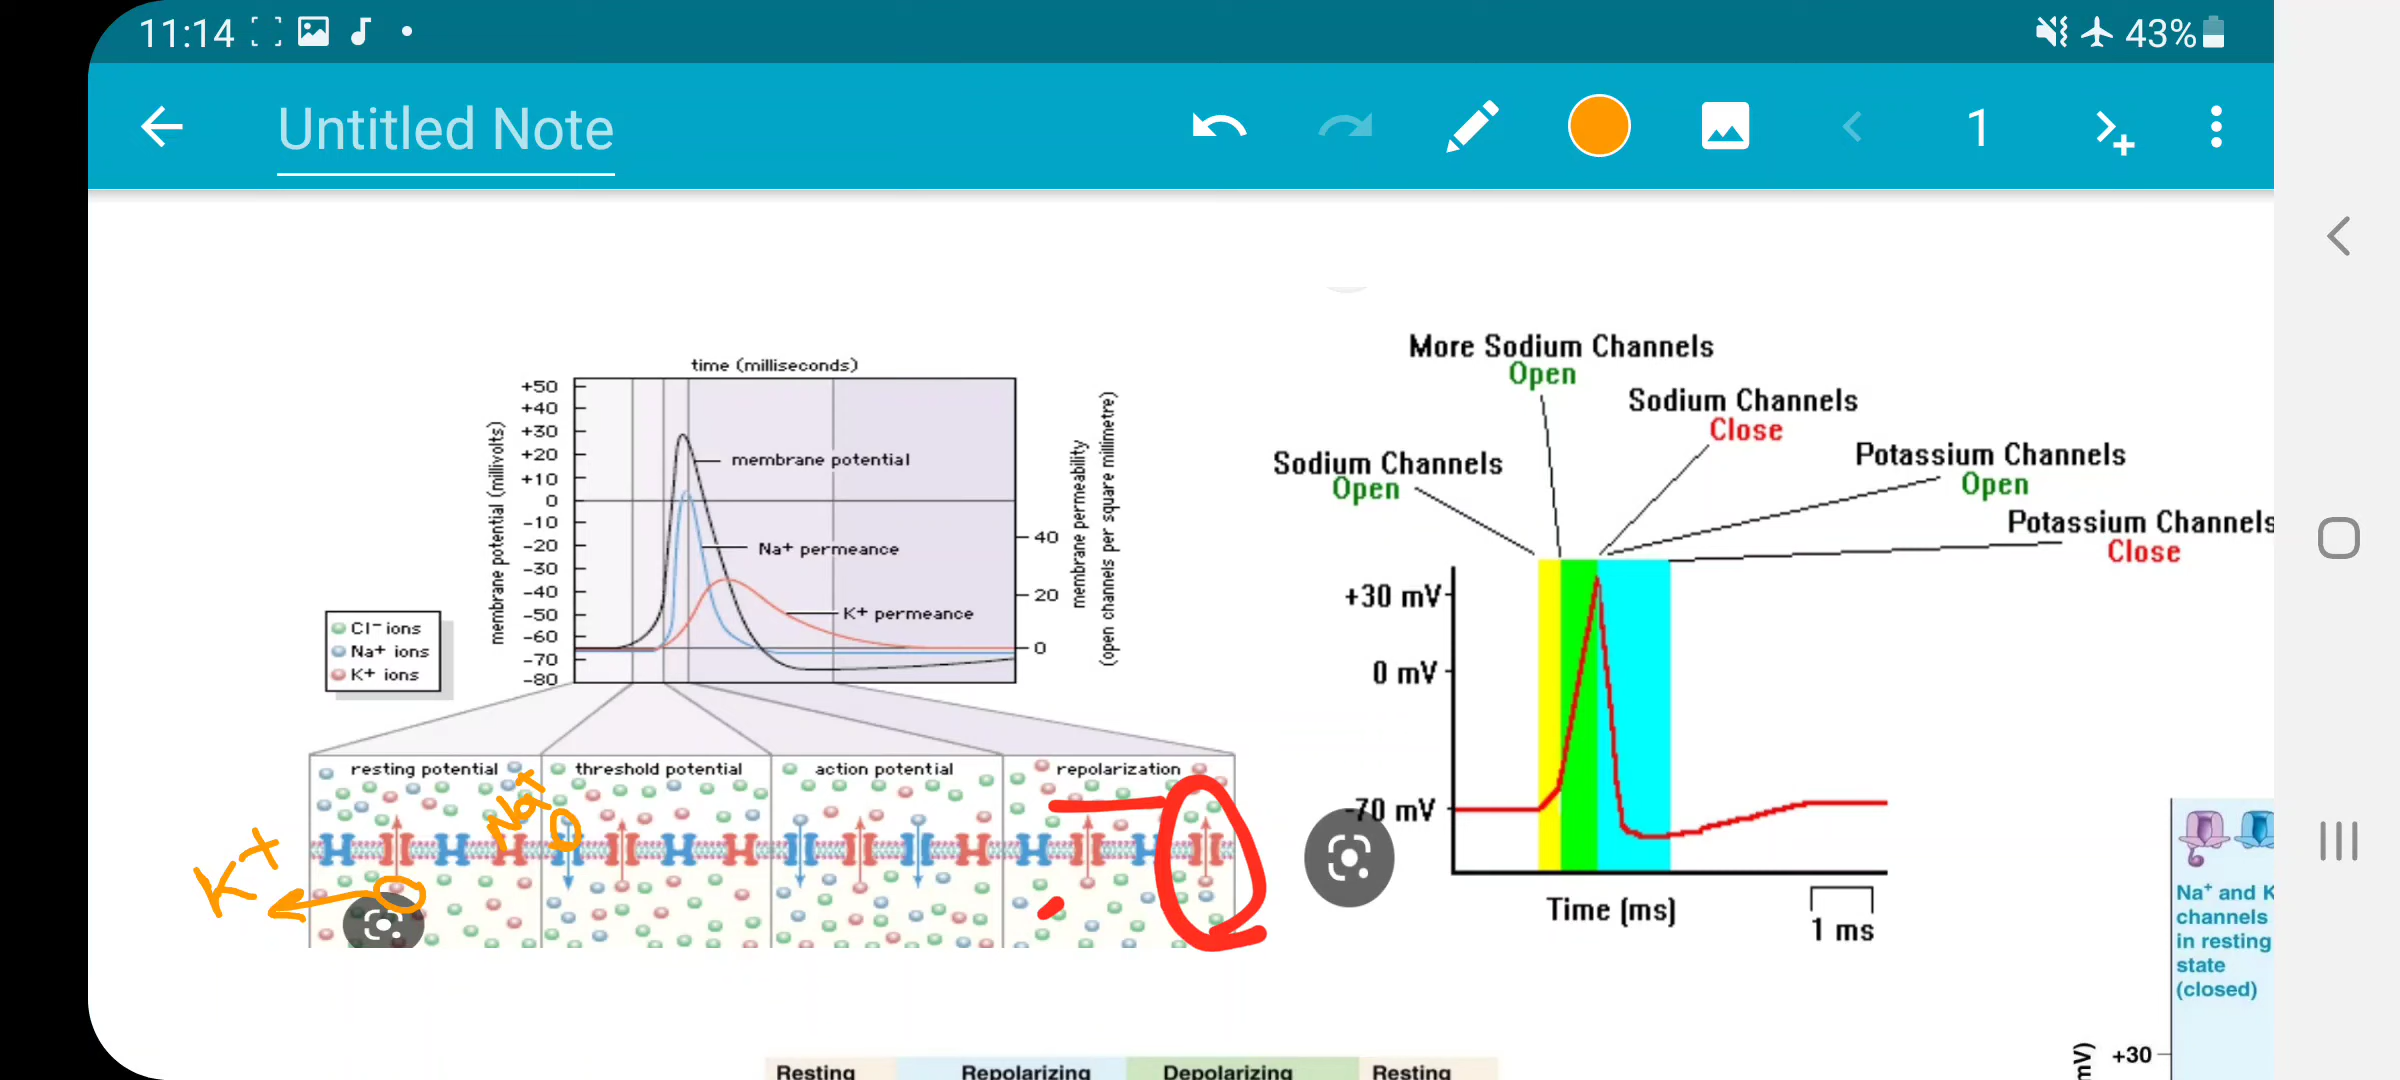 11:14
43%
Untitled Note
1
time (milliseconds)
+50
+40
+30
+20
+10
0
−10
−20
−30
−40
−50
−60
−70
−80
membrane potential (millivolts)
membrane potential
Na+ permeance
K+ permeance
40
20
0
membrane permeability
(open channels per square millimetre)
Cl− ions
Na+ ions
K+ ions
resting potential
threshold potential
action potential
repolarization
Na+
K+
More Sodium Channels
Open
Sodium Channels
Close
Sodium Channels
Open
Potassium Channels
Open
Potassium Channels
Close
+30 mV
0 mV
-70 mV
Time (ms)
1 ms
Na+ and K
channels
in resting
state
(closed)
+30
mV)
Resting
Repolarizing
Depolarizing
Resting